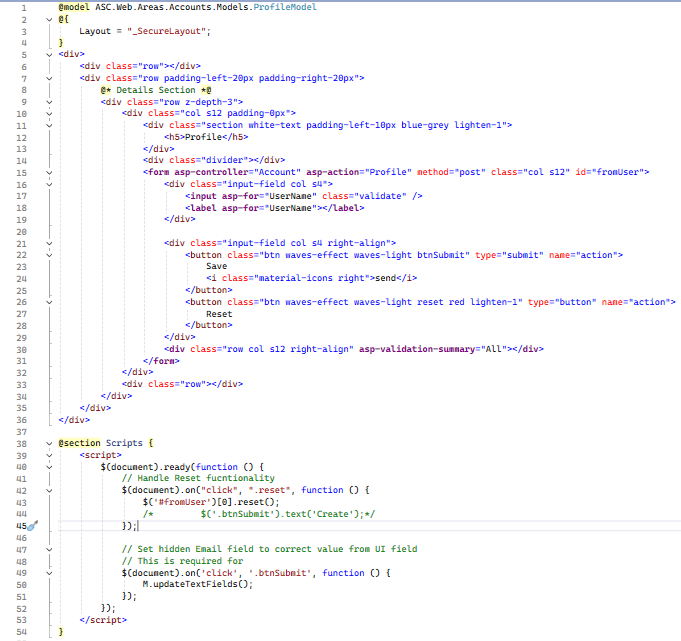 1 @model ASC.Web.Areas.Accounts.Models.ProfileModel
2 @{
3     Layout = "_SecureLayout";
4 }
5 <div>
6     <div class="row"></div>
7     <div class="row padding-left-20px padding-right-20px">
8         @* Details Section *@
9         <div class="row z-depth-3">
10             <div class="col s12 padding-0px">
11                 <div class="section white-text padding-left-10px blue-grey lighten-1">
12                     <h5>Profile</h5>
13                 </div>
14                 <div class="divider"></div>
15                 <form asp-controller="Account" asp-action="Profile" method="post" class="col s12" id="fromUser">
16                     <div class="input-field col s4">
17                         <input asp-for="UserName" class="validate" />
18                         <label asp-for="UserName"></label>
19                     </div>
20
21                     <div class="input-field col s4 right-align">
22                         <button class="btn waves-effect waves-light btnSubmit" type="submit" name="action">
23                             Save
24                             <i class="material-icons right">send</i>
25                         </button>
26                         <button class="btn waves-effect waves-light reset red lighten-1" type="button" name="action">
27                             Reset
28                         </button>
29                     </div>
30                     <div class="row col s12 right-align" asp-validation-summary="All"></div>
31                 </form>
32             </div>
33             <div class="row"></div>
34         </div>
35     </div>
36 </div>
37
38 @section Scripts {
39     <script>
40         $(document).ready(function () {
41             // Handle Reset fucntionality
42             $(document).on("click", ".reset", function () {
43                 $('#fromUser')[0].reset();
44                 /*         $('.btnSubmit').text('Create');*/
45             });
46
47             // Set hidden Email field to correct value from UI field
48             // This is required for
49             $(document).on('click', '.btnSubmit', function () {
50                 M.updateTextFields();
51             });
52         });
53     </script>
54 }